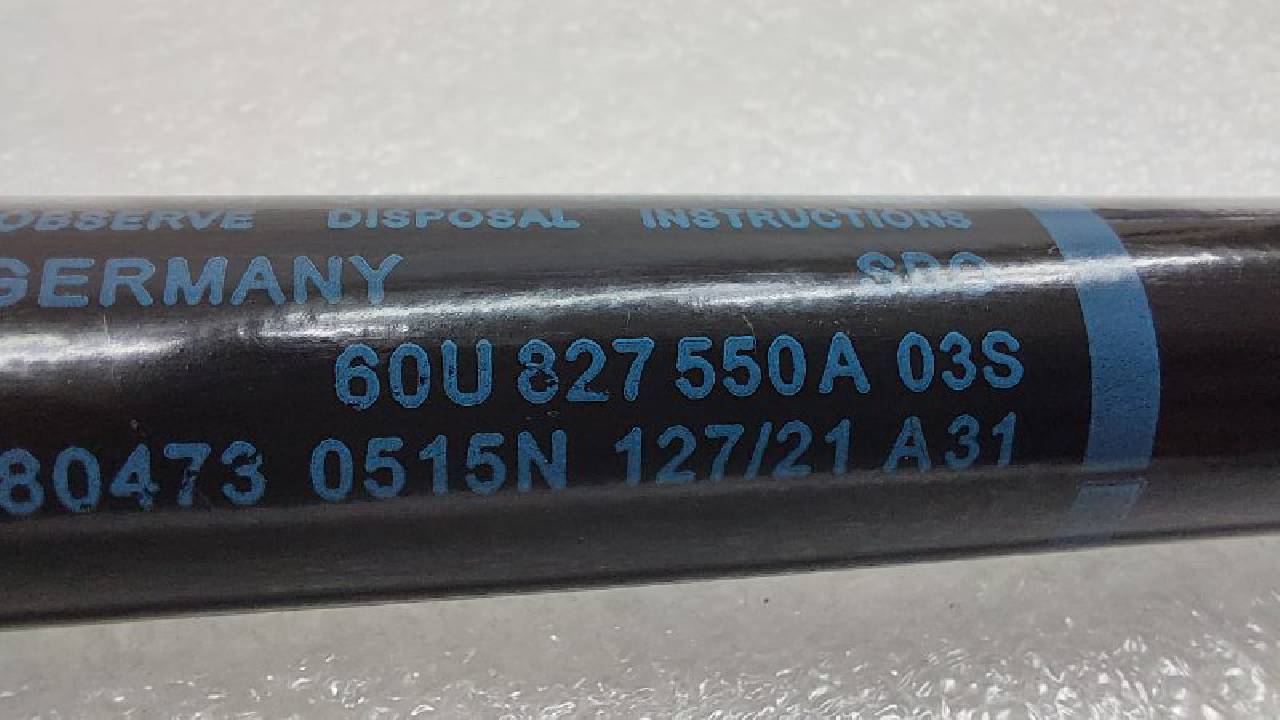 OBSERVE DISPOSAL INSTRUCTIONS
GERMANY
60U 827 550A 03S
80473 0515N 127/21 A31